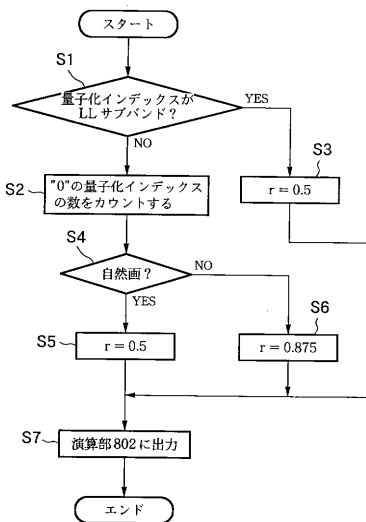 スタート
S1
量子化インデックスが
LL サブバンド？
YES
NO
S2
"0"の量子化インデックス
の数をカウントする
S3
r = 0.5
S4
自然画？
NO
YES
S5
r = 0.5
S6
r = 0.875
S7
演算部802に出力
エンド